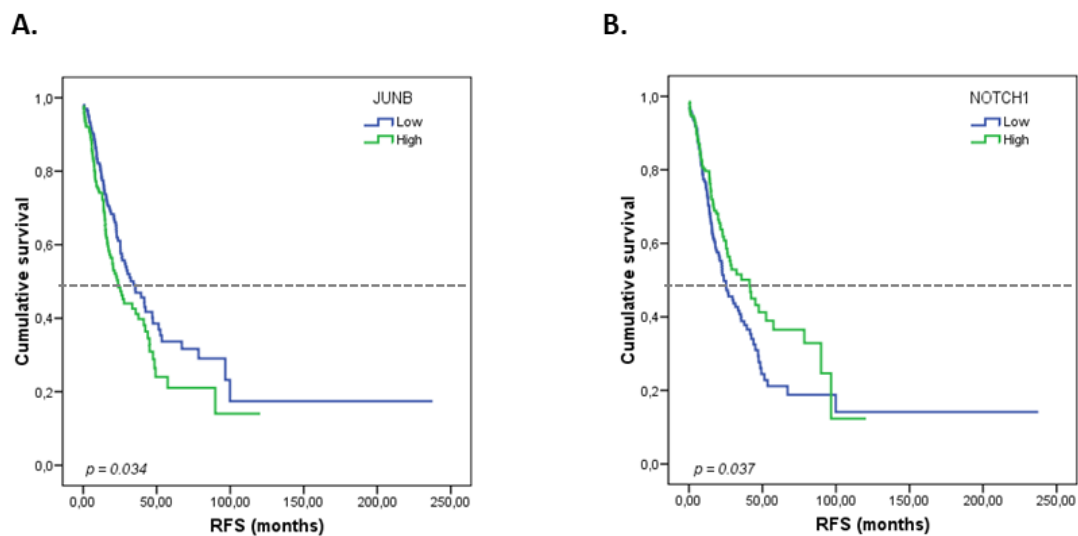 A.
JUNB
Low
High
1,0
0,8
0,6
0,4
0,2
0,0
Cumulative survival
p = 0.034
0,00 50,00 100,00 150,00 200,00 250,00
RFS (months)
B.
NOTCH1
Low
High
1,0
0,8
0,6
0,4
0,2
0,0
Cumulative survival
p = 0.037
0,00 50,00 100,00 150,00 200,00 250,00
RFS (months)